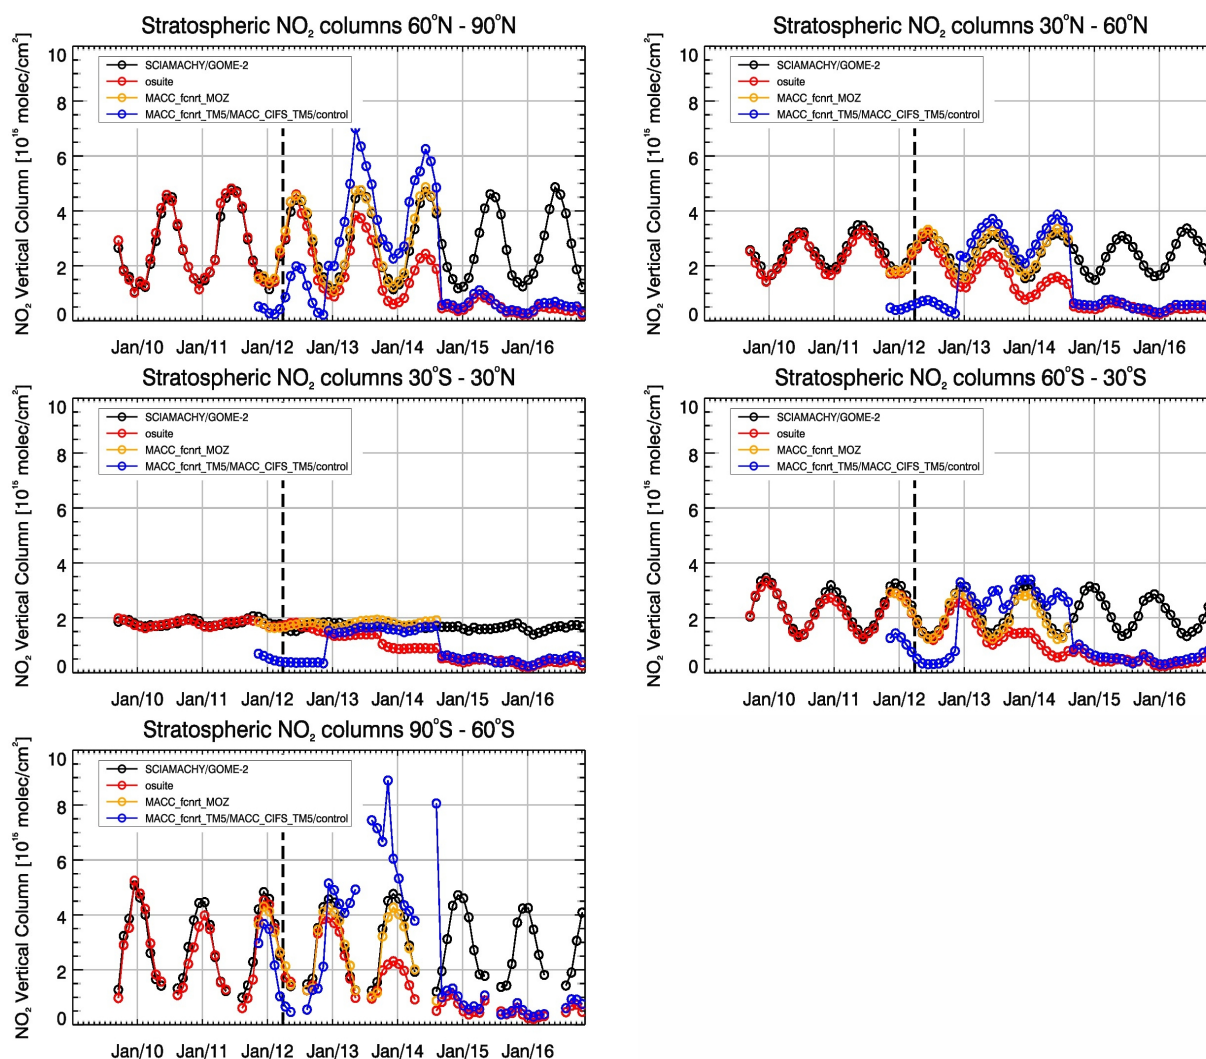 Stratospheric NO₂ columns 60°N - 90°N
NO₂ Vertical Column [10¹⁵ molec/cm²]
10
8
6
4
2
0
SCIAMACHY/GOME-2
osuite
MACC_fcnrt_MOZ
MACC_fcnrt_TM5/MACC_CIFS_TM5/control
Jan/10 Jan/11 Jan/12 Jan/13 Jan/14 Jan/15 Jan/16
Stratospheric NO₂ columns 30°N - 60°N
NO₂ Vertical Column [10¹⁵ molec/cm²]
10
8
6
4
2
0
SCIAMACHY/GOME-2
osuite
MACC_fcnrt_MOZ
MACC_fcnrt_TM5/MACC_CIFS_TM5/control
Jan/10 Jan/11 Jan/12 Jan/13 Jan/14 Jan/15 Jan/16
Stratospheric NO₂ columns 30°S - 30°N
NO₂ Vertical Column [10¹⁵ molec/cm²]
10
8
6
4
2
0
SCIAMACHY/GOME-2
osuite
MACC_fcnrt_MOZ
MACC_fcnrt_TM5/MACC_CIFS_TM5/control
Jan/10 Jan/11 Jan/12 Jan/13 Jan/14 Jan/15 Jan/16
Stratospheric NO₂ columns 60°S - 30°S
NO₂ Vertical Column [10¹⁵ molec/cm²]
10
8
6
4
2
0
SCIAMACHY/GOME-2
osuite
MACC_fcnrt_MOZ
MACC_fcnrt_TM5/MACC_CIFS_TM5/control
Jan/10 Jan/11 Jan/12 Jan/13 Jan/14 Jan/15 Jan/16
Stratospheric NO₂ columns 90°S - 60°S
NO₂ Vertical Column [10¹⁵ molec/cm²]
10
8
6
4
2
0
SCIAMACHY/GOME-2
osuite
MACC_fcnrt_MOZ
MACC_fcnrt_TM5/MACC_CIFS_TM5/control
Jan/10 Jan/11 Jan/12 Jan/13 Jan/14 Jan/15 Jan/16